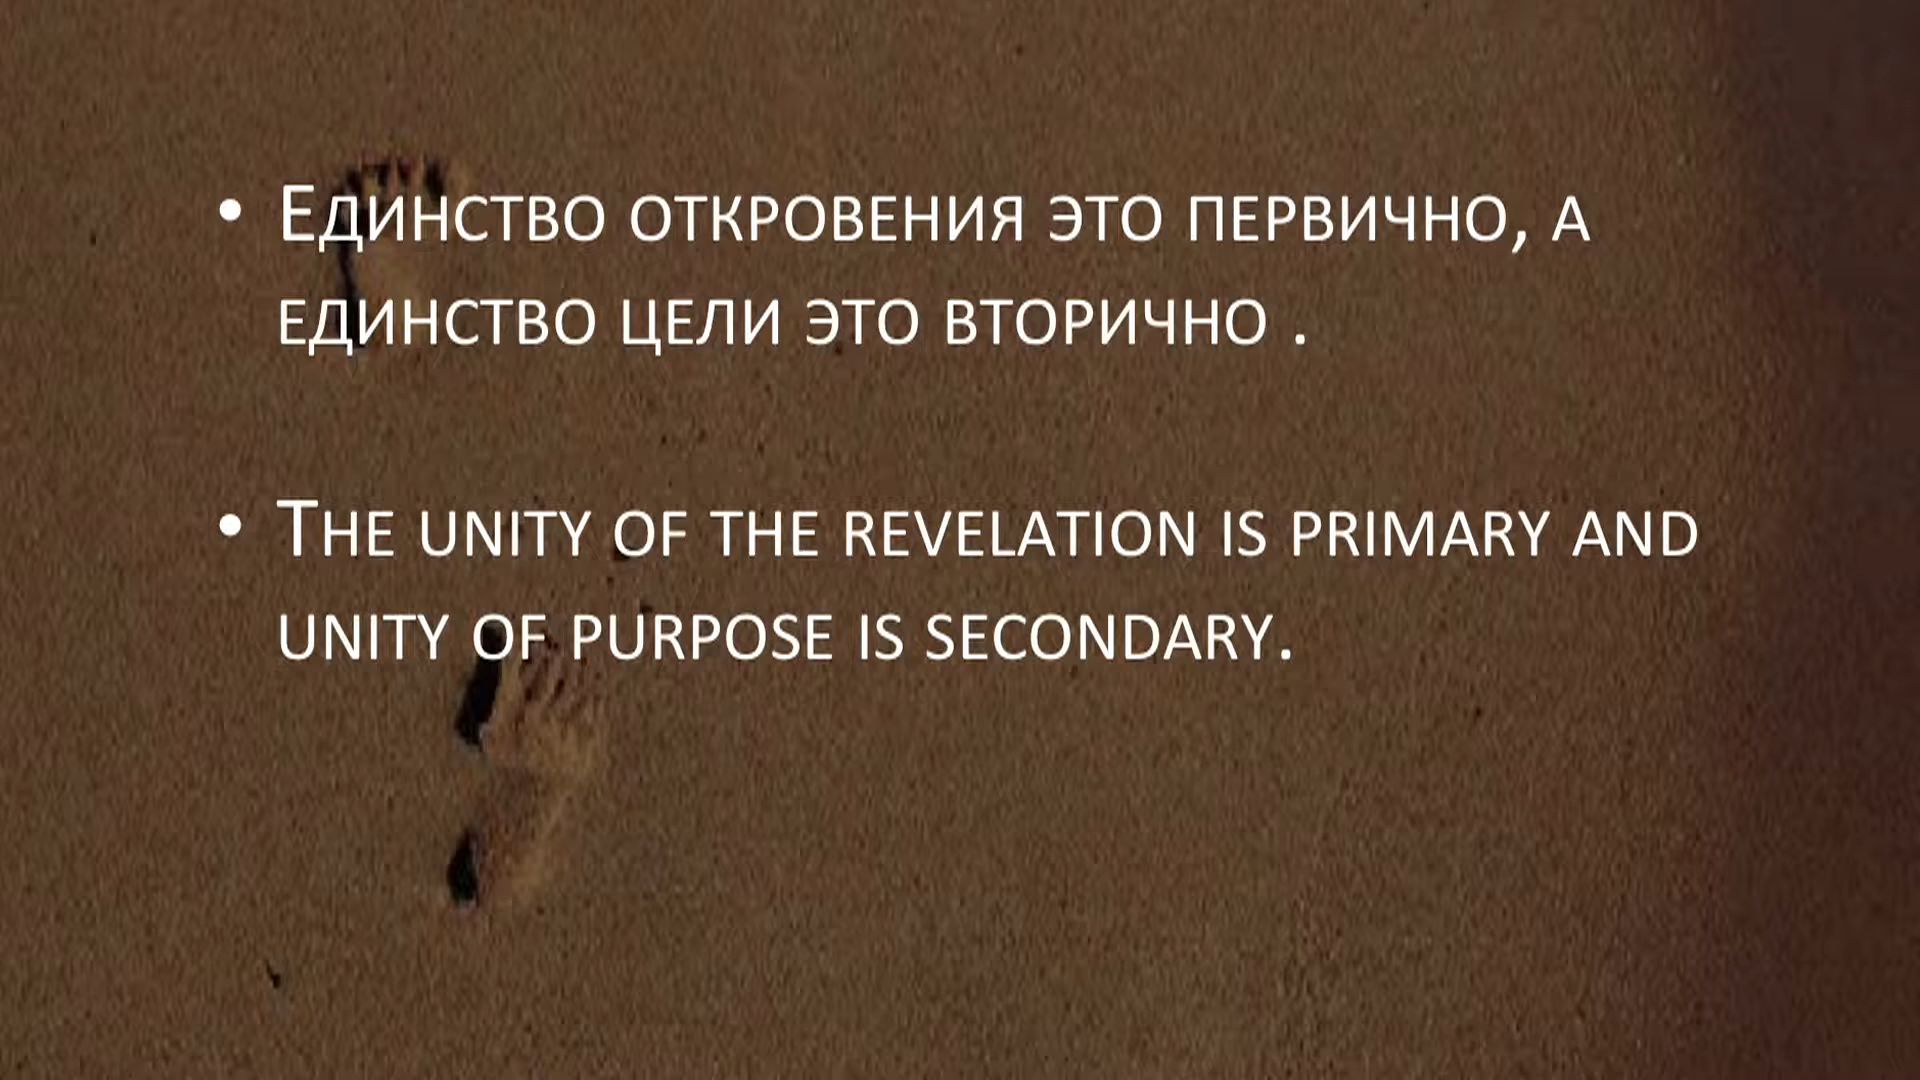 • Единство откровения это первично, а
единство цели это вторично .
• The unity of the revelation is primary and
unity of purpose is secondary.